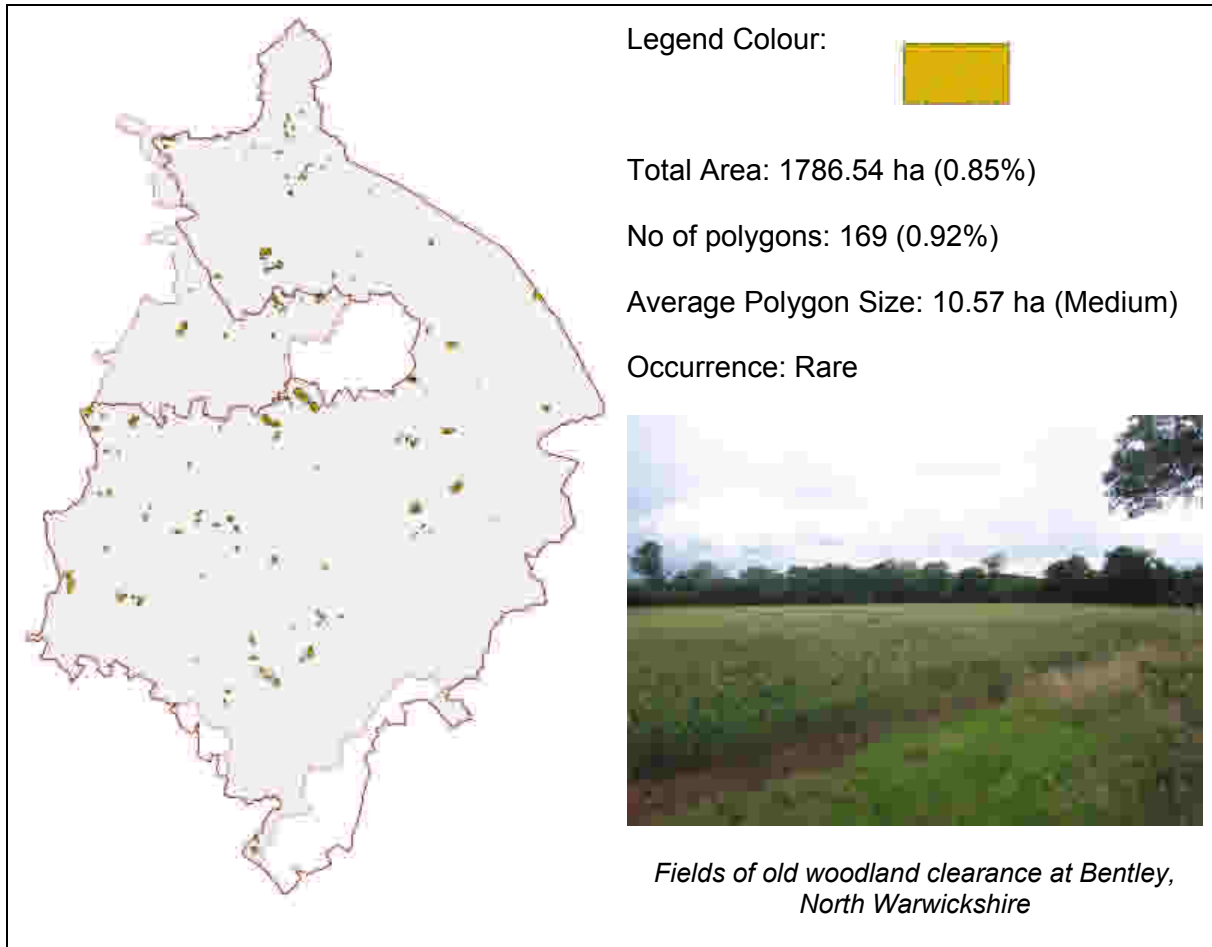 Legend Colour:
Total Area: 1786.54 ha (0.85%)
No of polygons: 169 (0.92%)
Average Polygon Size: 10.57 ha (Medium)
Occurrence: Rare
Fields of old woodland clearance at Bentley,
North Warwickshire